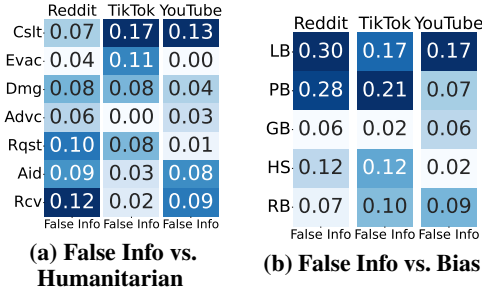 Reddit TikTok YouTube
Cslt 0.07 0.17 0.13
Evac 0.04 0.11 0.00
Dmg 0.08 0.08 0.04
Advc 0.06 0.00 0.03
Rqst 0.10 0.08 0.01
Aid 0.09 0.03 0.08
Rcv 0.12 0.02 0.09
False Info False Info False Info
(a) False Info vs.
Humanitarian
Reddit TikTok YouTube
LB 0.30 0.17 0.17
PB 0.28 0.21 0.07
GB 0.06 0.02 0.06
HS 0.12 0.12 0.02
RB 0.07 0.10 0.09
False Info False Info False Info
(b) False Info vs. Bias